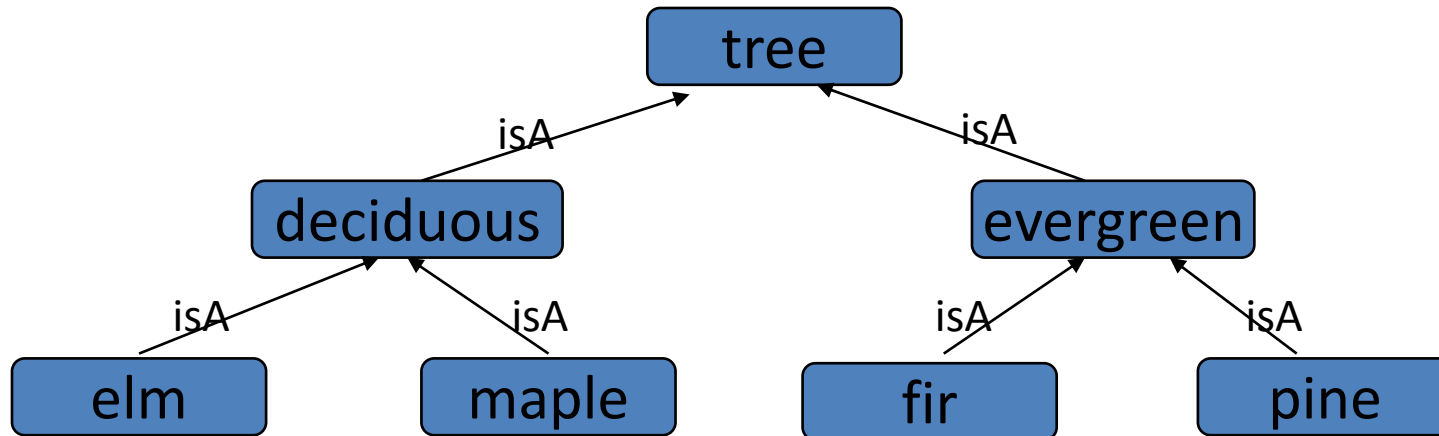 tree
isA
isA
deciduous
evergreen
isA
isA
isA
isA
elm
maple
fir
pine